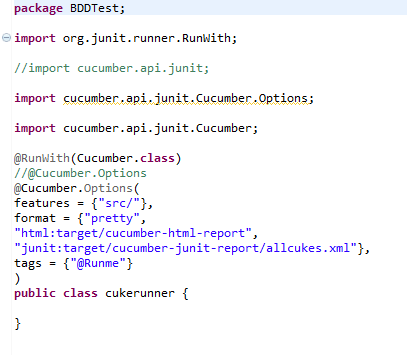 package BDDTest;
import org.junit.runner.RunWith;
//import cucumber.api.junit;
import cucumber.api.junit.Cucumber.Options;
import cucumber.api.junit.Cucumber;
@RunWith(Cucumber.class)
//@Cucumber.Options
@Cucumber.Options(
features = {"src/"},
format = {"pretty",
"html:target/cucumber-html-report",
"junit:target/cucumber-junit-report/allcukes.xml"},
tags = {"@Runme"}
)
public class cukerunner {
}